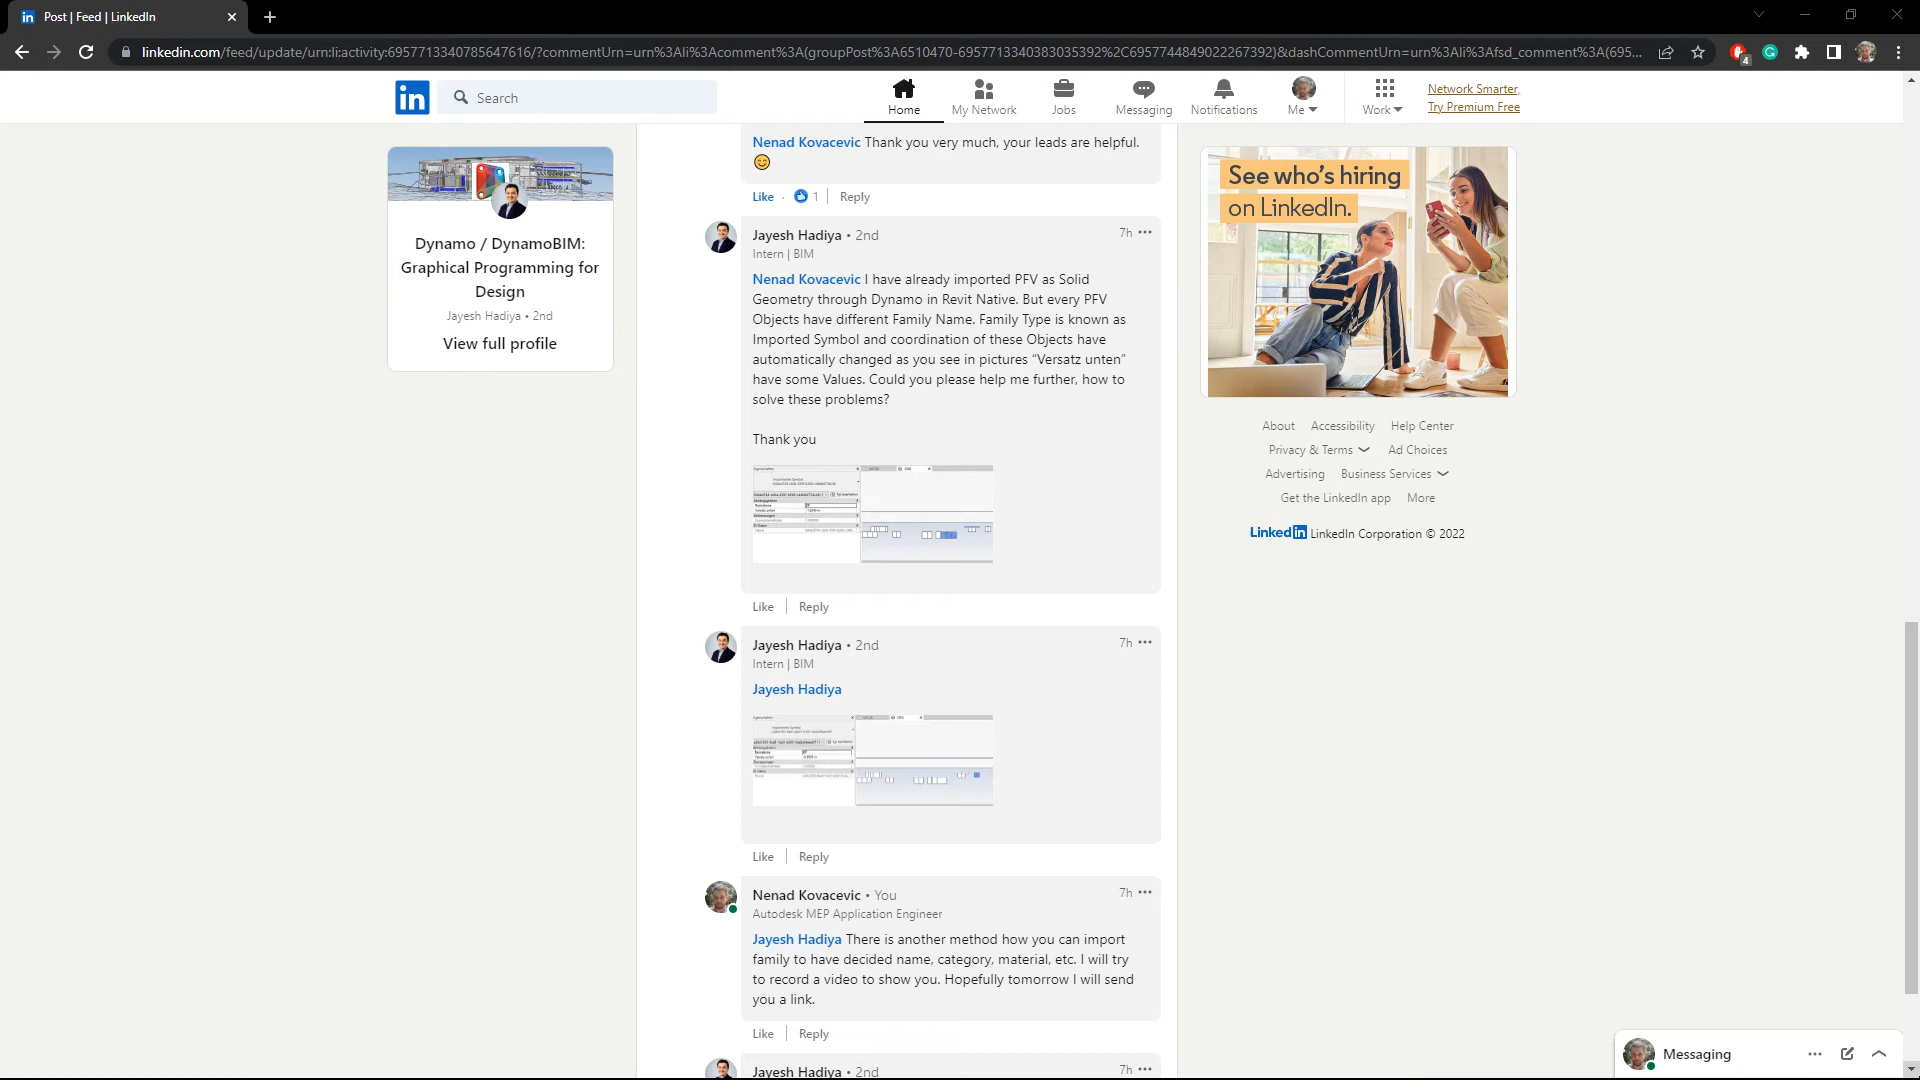 Post | Feed | LinkedIn
linkedin.com/feed/update/urn:li:activity:6957713340785647616/?commentUrn=urn%3Ali%3Acomment%3A(groupPost%3A6510470-6957713340383035392%2C6957744849022267392)&dashCommentUrn=urn%3Ali%3Afsd_comment%3A(695...
4
in
Search
Home
My Network
Jobs
Messaging
Notifications
Me
Work
Network Smarter,
Try Premium Free
Dynamo / DynamoBIM:
Graphical Programming for
Design
Jayesh Hadiya • 2nd
View full profile
Nenad Kovacevic Thank you very much, your leads are helpful.
Like · 1 | Reply
Jayesh Hadiya • 2nd
7h
Intern | BIM
Nenad Kovacevic I have already imported PFV as Solid
Geometry through Dynamo in Revit Native. But every PFV
Objects have different Family Name. Family Type is known as
Imported Symbol and coordination of these Objects have
automatically changed as you see in pictures “Versatz unten”
have some Values. Could you please help me further, how to
solve these problems?
Thank you
Like | Reply
Jayesh Hadiya • 2nd
7h
Intern | BIM
Jayesh Hadiya
Like | Reply
Nenad Kovacevic • You
7h
Autodesk MEP Application Engineer
Jayesh Hadiya There is another method how you can import
family to have decided name, category, material, etc. I will try
to record a video to show you. Hopefully tomorrow I will send
you a link.
Like | Reply
Jayesh Hadiya • 2nd
7h
See who's hiring
on LinkedIn.
About Accessibility Help Center
Privacy & Terms Ad Choices
Advertising Business Services
Get the LinkedIn app More
LinkedIn LinkedIn Corporation © 2022
Messaging